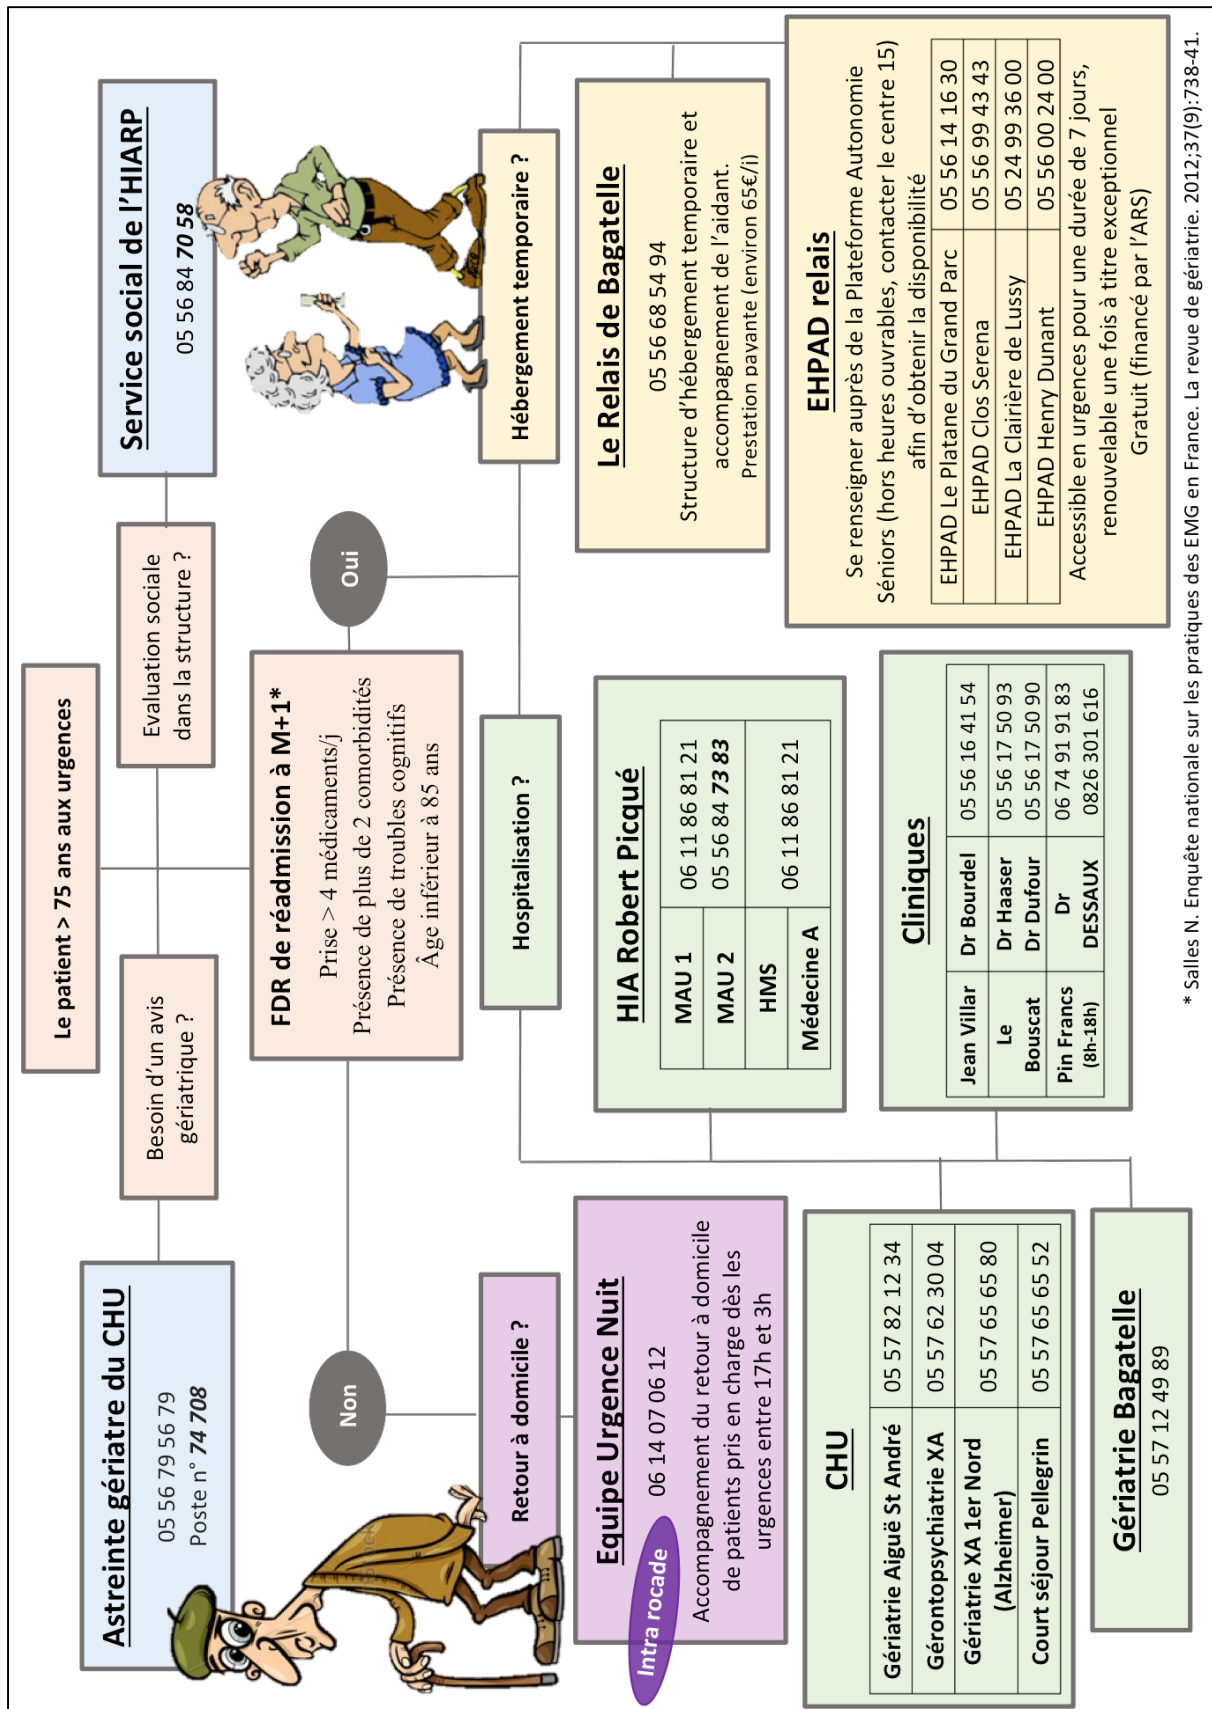 Le patient > 75 ans aux urgences
Besoin d'un avis
gériatrique ?
Evaluation sociale
dans la structure ?
Astreinte gériatre du CHU
05 56 79 56 79
Poste n° 74 708
Service social de l'HIARP
05 56 84 70 58
FDR de réadmission à M+1*
Prise > 4 médicaments/j
Présence de plus de 2 comorbidités
Présence de troubles cognitifs
Âge inférieur à 85 ans
Non
Oui
Retour à domicile ?
Hospitalisation ?
Hébergement temporaire ?
Equipe Urgence Nuit
Intra rocade
06 14 07 06 12
Accompagnement du retour à domicile
de patients pris en charge dès les
urgences entre 17h et 3h
HIA Robert Picqué
MAU 1 06 11 86 81 21
MAU 2 05 56 84 73 83
HMS
Médecine A 06 11 86 81 21
Le Relais de Bagatelle
05 56 68 54 94
Structure d'hébergement temporaire et
accompagnement de l'aidant.
Prestation payante (environ 65€/j)
CHU
Gériatrie Aiguë St André 05 57 82 12 34
Gérontopsychiatrie XA 05 57 62 30 04
Gériatrie XA 1er Nord 05 57 65 65 80
(Alzheimer)
Court séjour Pellegrin 05 57 65 65 52
Cliniques
Jean Villar Dr Bourdel 05 56 16 41 54
Le Dr Haaser 05 56 17 50 93
Bouscat Dr Dufour 05 56 17 50 90
Pin Francs Dr 06 74 91 91 83
(8h-18h) DESSAUX 0826 301 616
EHPAD relais
Se renseigner auprès de la Plateforme Autonomie
Séniors (hors heures ouvrables, contacter le centre 15)
afin d'obtenir la disponibilité
EHPAD Le Platane du Grand Parc 05 56 14 16 30
EHPAD Clos Serena 05 56 99 43 43
EHPAD La Clairière de Lussy 05 24 99 36 00
EHPAD Henry Dunant 05 56 00 24 00
Accessible en urgences pour une durée de 7 jours,
renouvelable une fois à titre exceptionnel
Gratuit (financé par l'ARS)
Gériatrie Bagatelle
05 57 12 49 89
* Salles N. Enquête nationale sur les pratiques des EMG en France. La revue de gériatrie. 2012;37(9):738-41.